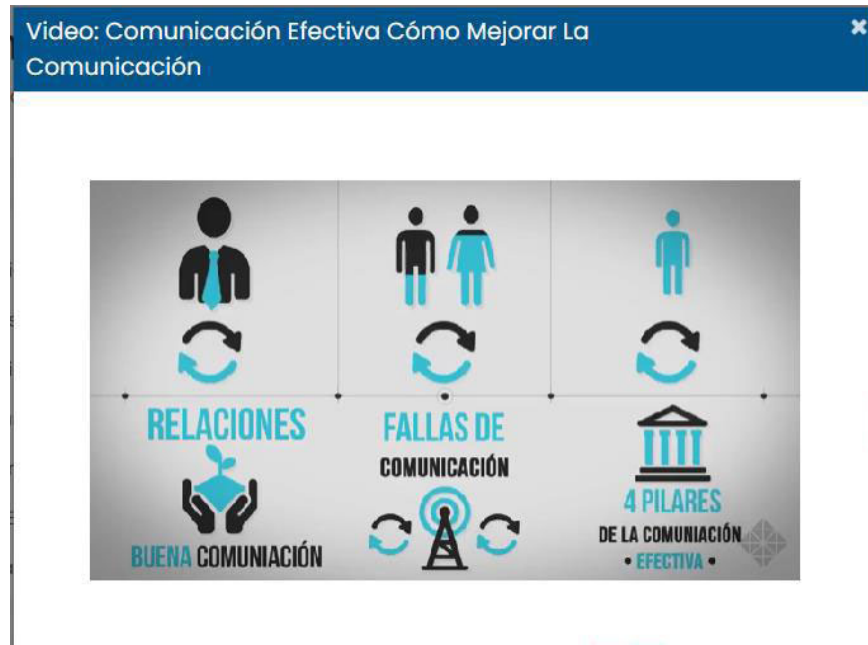 Video: Comunicación Efectiva Cómo Mejorar La
Comunicación
RELACIONES
BUENA COMUNIACIÓN
FALLAS DE
COMUNICACIÓN
4 PILARES
DE LA COMUNIACIÓN
• EFECTIVA •